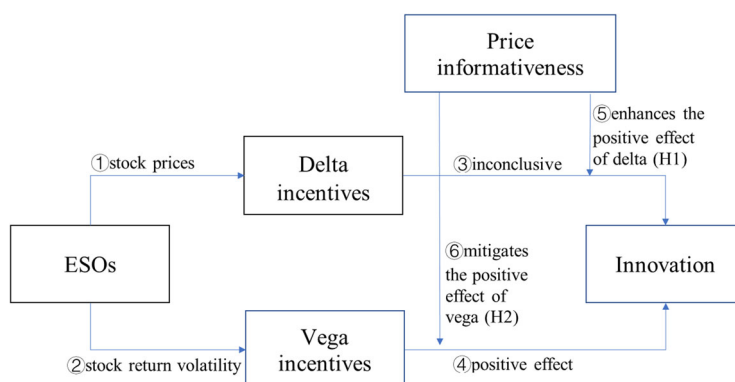 Price
informativeness
⑤enhances the
positive effect
of delta (H1)
①stock prices
Delta
incentives
③inconclusive
ESOs
⑥mitigates
the positive
effect of
vega (H2)
Innovation
②stock return volatility
Vega
incentives
④positive effect